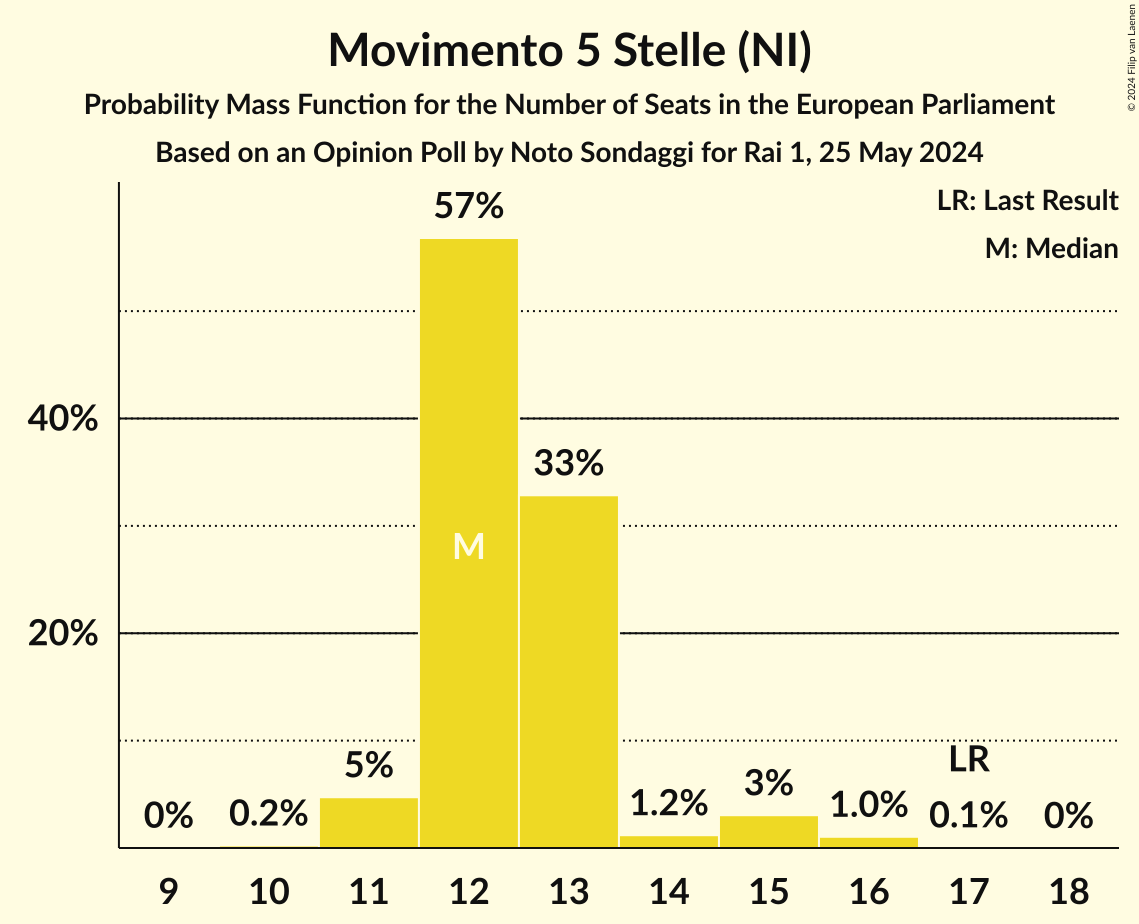 Movimento 5 Stelle (NI)
Probability Mass Function for the Number of Seats in the European Parliament
Based on an Opinion Poll by Noto Sondaggi for Rai 1, 25 May 2024
© 2024 Filip van Laenen
LR: Last Result
M: Median
57%
40%
33%
M
20%
5%
LR
0%
0.2%
1.2%
3%
1.0%
0.1%
0%
9 10 11 12 13 14 15 16 17 18